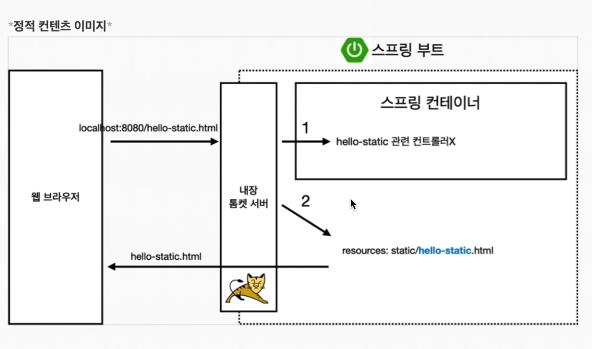 *정적 컨텐츠 이미지*
스프링 부트
스프링 컨테이너
localhost:8080/hello-static.html
1
hello-static 관련 컨트롤러X
웹 브라우저
내장
톰켓 서버
2
resources: static/hello-static.html
hello-static.html